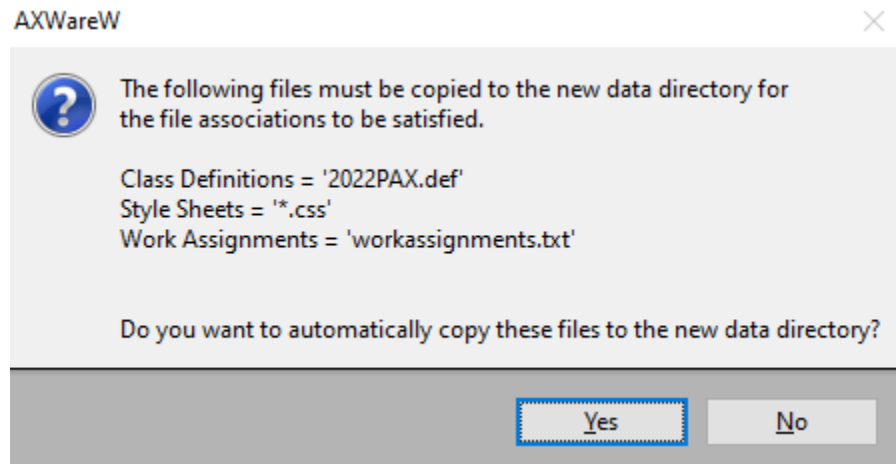 AXWareW
The following files must be copied to the new data directory for
the file associations to be satisfied.
Class Definitions = '2022PAX.def'
Style Sheets = '*.css'
Work Assignments = 'workassignments.txt'
Do you want to automatically copy these files to the new data directory?
Yes
No